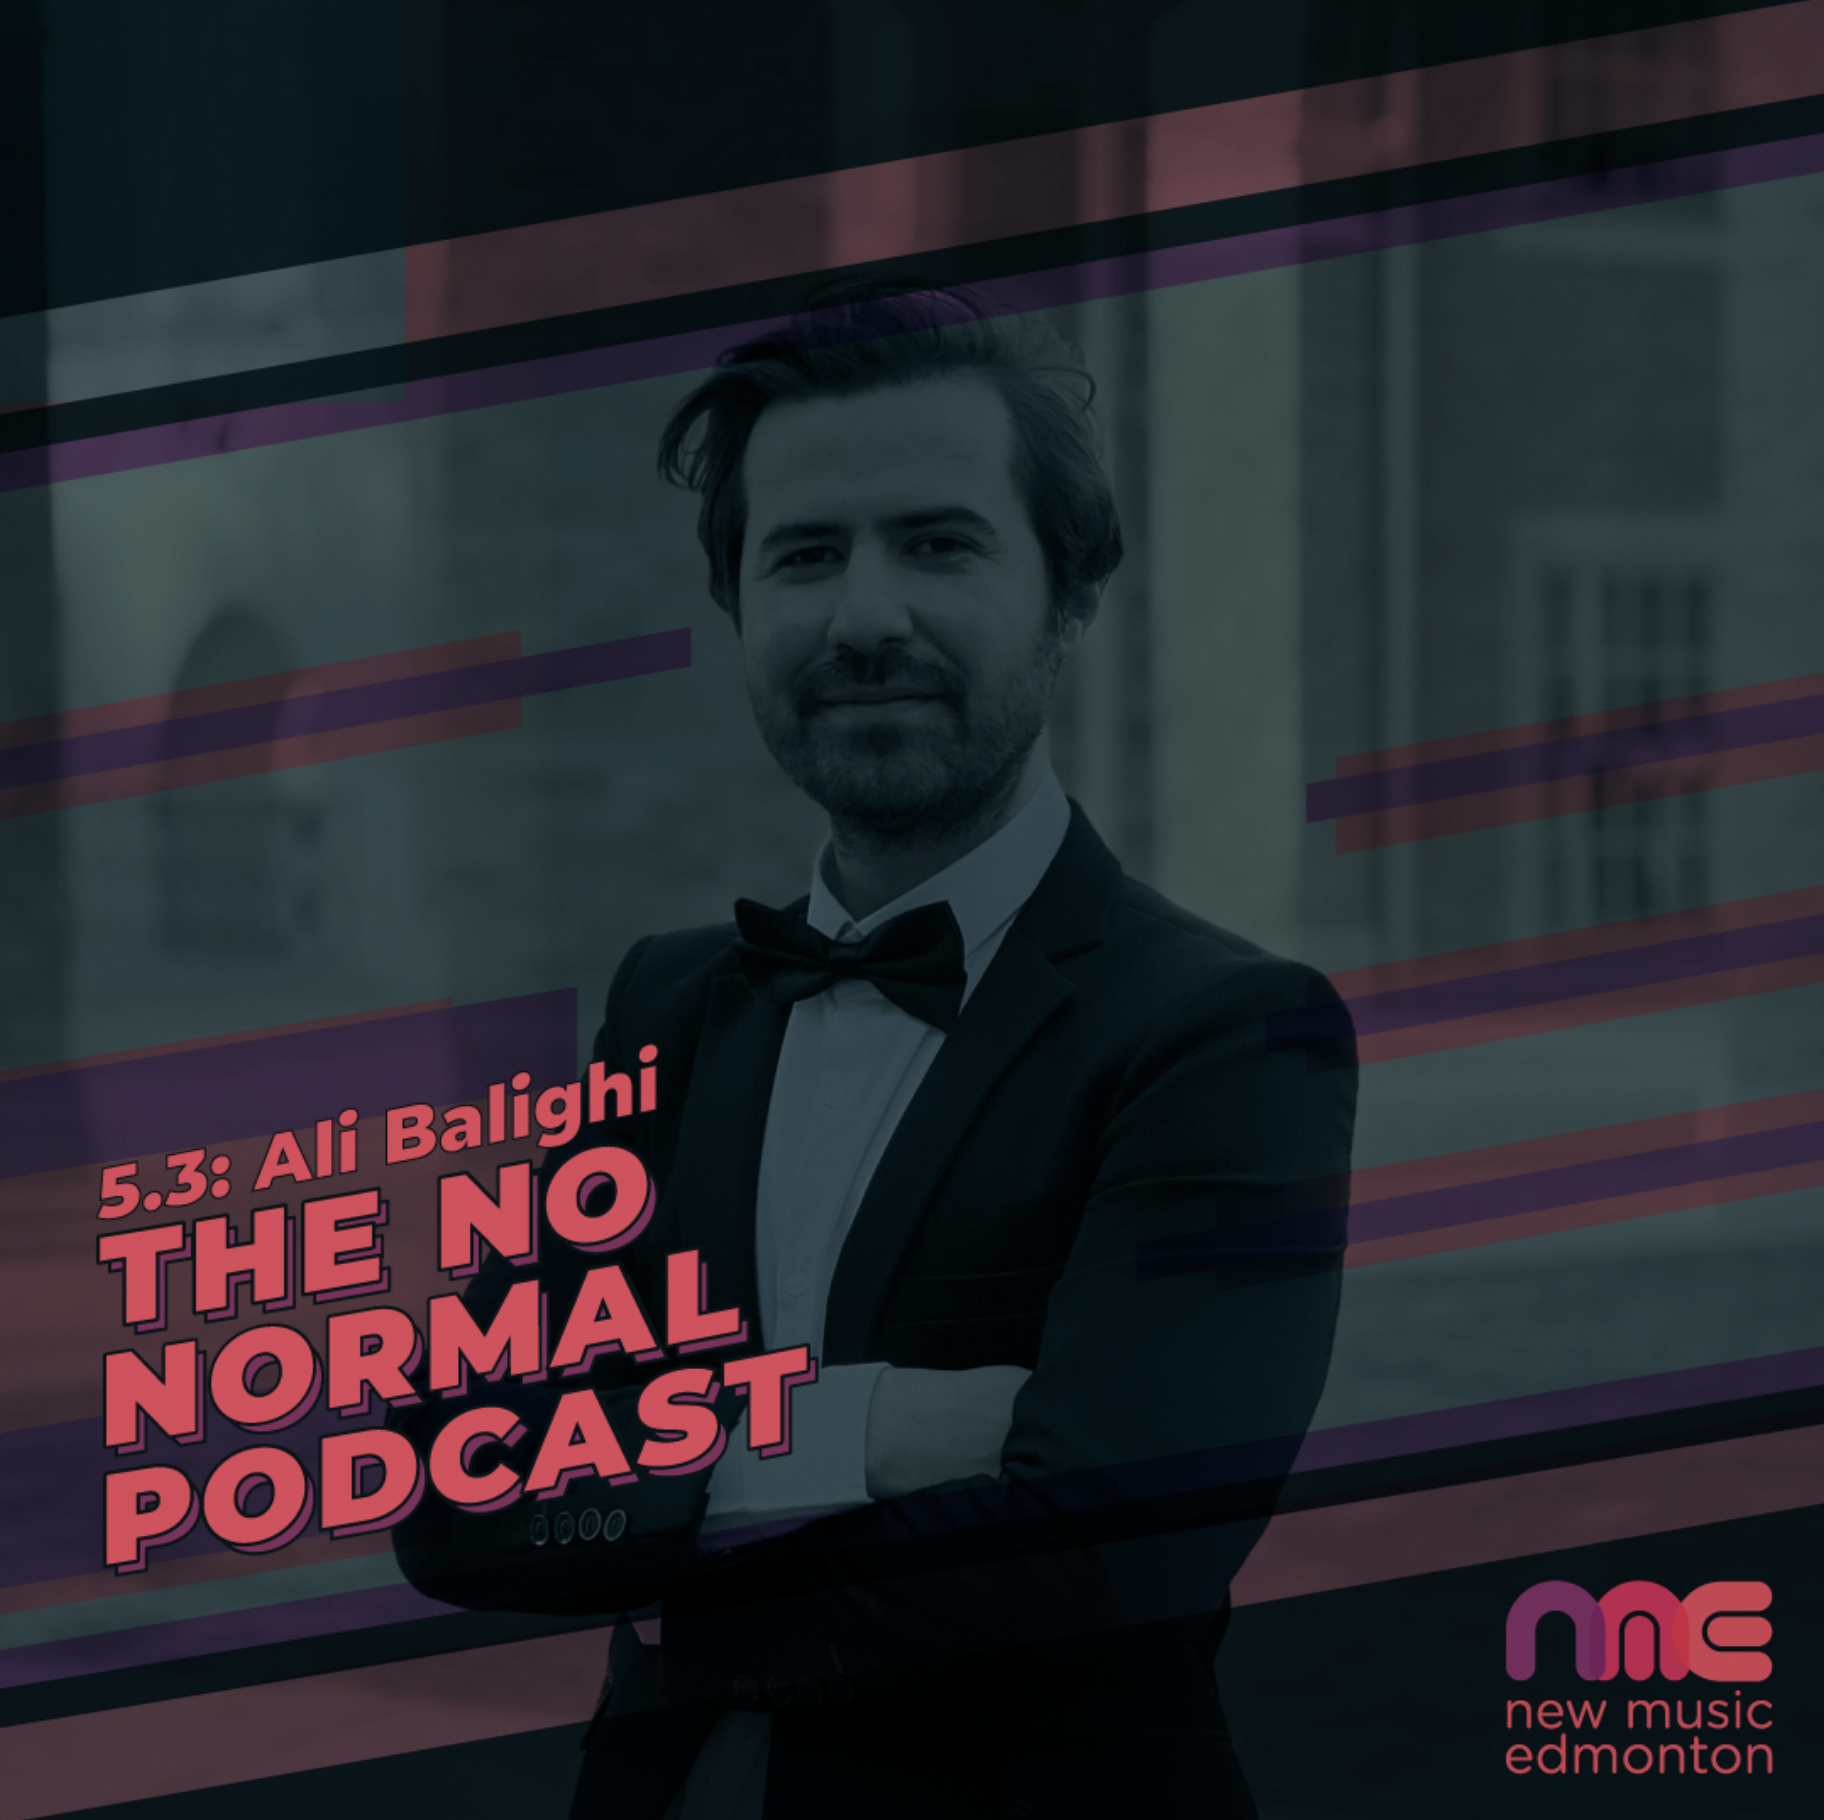 5.3: Ali Balighi
THE NO
NORMAL
PODCAST
new music
edmonton